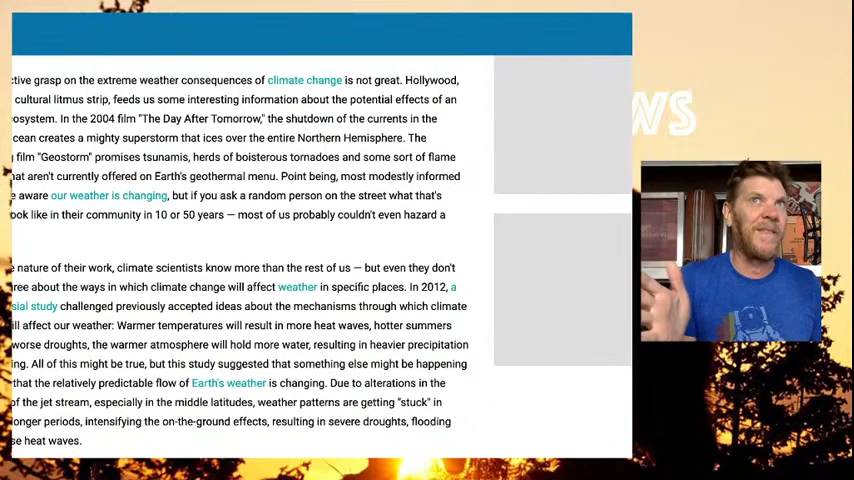 ctive grasp on the extreme weather consequences of climate change is not great. Hollywood,
cultural litmus strip, feeds us some interesting information about the potential effects of an
osystem. In the 2004 film "The Day After Tomorrow," the shutdown of the currents in the
cean creates a mighty superstorm that ices over the entire Northern Hemisphere. The
film "Geostorm" promises tsunamis, herds of boisterous tornadoes and some sort of flame
hat aren't currently offered on Earth's geothermal menu. Point being, most modestly informed
e aware our weather is changing, but if you ask a random person on the street what that's
ook like in their community in 10 or 50 years — most of us probably couldn't even hazard a
e nature of their work, climate scientists know more than the rest of us — but even they don't
ree about the ways in which climate change will affect weather in specific places. In 2012, a
sial study challenged previously accepted ideas about the mechanisms through which climate
ill affect our weather: Warmer temperatures will result in more heat waves, hotter summers
worse droughts, the warmer atmosphere will hold more water, resulting in heavier precipitation
ing. All of this might be true, but this study suggested that something else might be happening
that the relatively predictable flow of Earth's weather is changing. Due to alterations in the
of the jet stream, especially in the middle latitudes, weather patterns are getting "stuck" in
onger periods, intensifying the on-the-ground effects, resulting in severe droughts, flooding
se heat waves.
WS